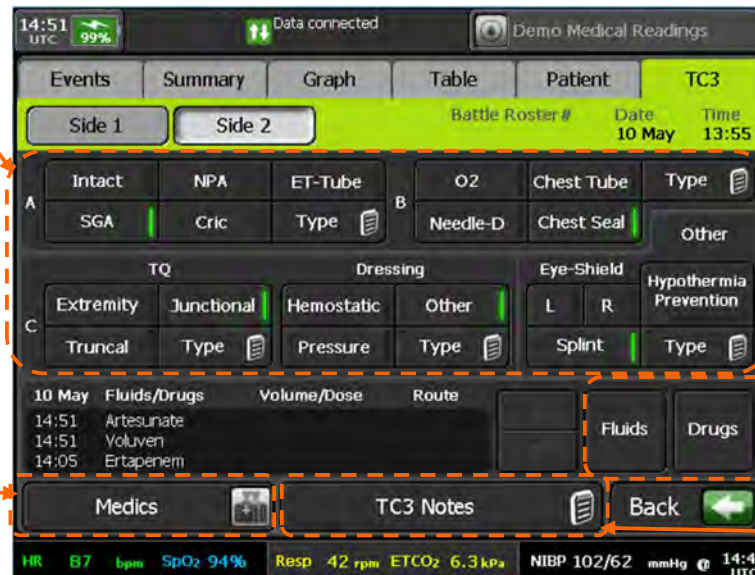 14:51 UTC 99% Data connected Demo Medical Readings
Events Summary Graph Table Patient TC3
Side 1 Side 2 Battle Roster# Date 10 May Time 13:55
A Intact NPA ET-Tube B O2 Chest Tube Type
SGA Cric Type Needle-D Chest Seal Other
TQ Dressing Eye-Shield Hypothermia Prevention
C Extremity Junctional Hemostatic Other L R
Truncal Type Pressure Type Splint Type
10 May Fluids/Drugs Volume/Dose Route
14:51 Artesunate
14:51 Voluven
14:05 Ertapenem
Fluids Drugs
Medics TC3 Notes Back
HR 87 bpm SpO2 94% Resp 42 rpm ETCO2 6.3 kPa NIBP 102/62 mmHg @ 14:4